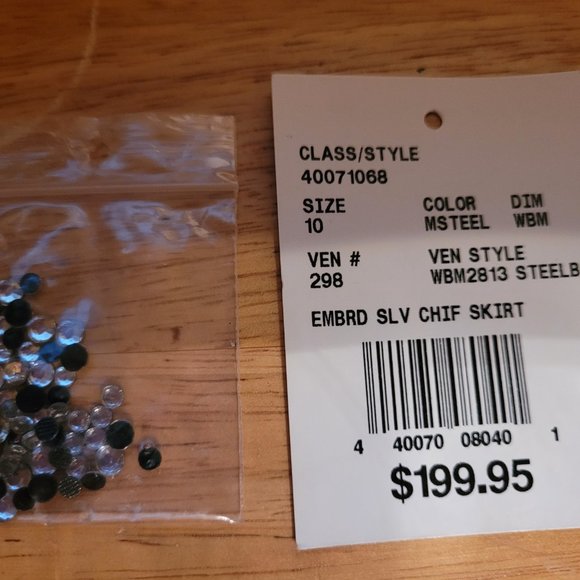 CLASS/STYLE
40071068
SIZE COLOR DIM
10 MSTEEL WBM
VEN # VEN STYLE
298 WBM2813 STEELB
EMBRD SLV CHIF SKIRT
4 40070 08040 1
$199.95